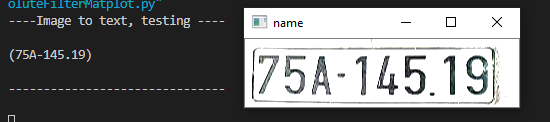 oluteFilterMatplot.py"
----Image to text, testing ----
(75A-145.19)
-----------------------------
name
75A-145.19